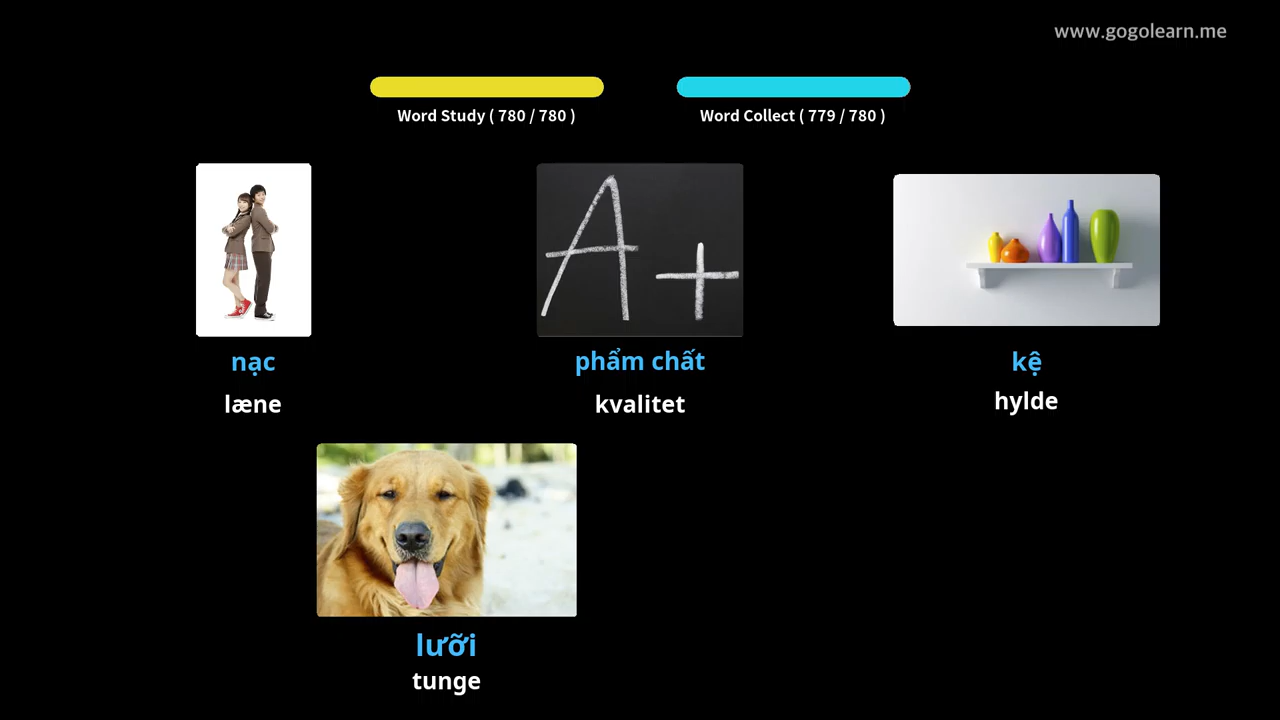 www.gogolearn.me
Word Study ( 780 / 780 )
Word Collect ( 779 / 780 )
A+
nạc
phẩm chất
kệ
læne
kvalitet
hylde
lưỡi
tunge